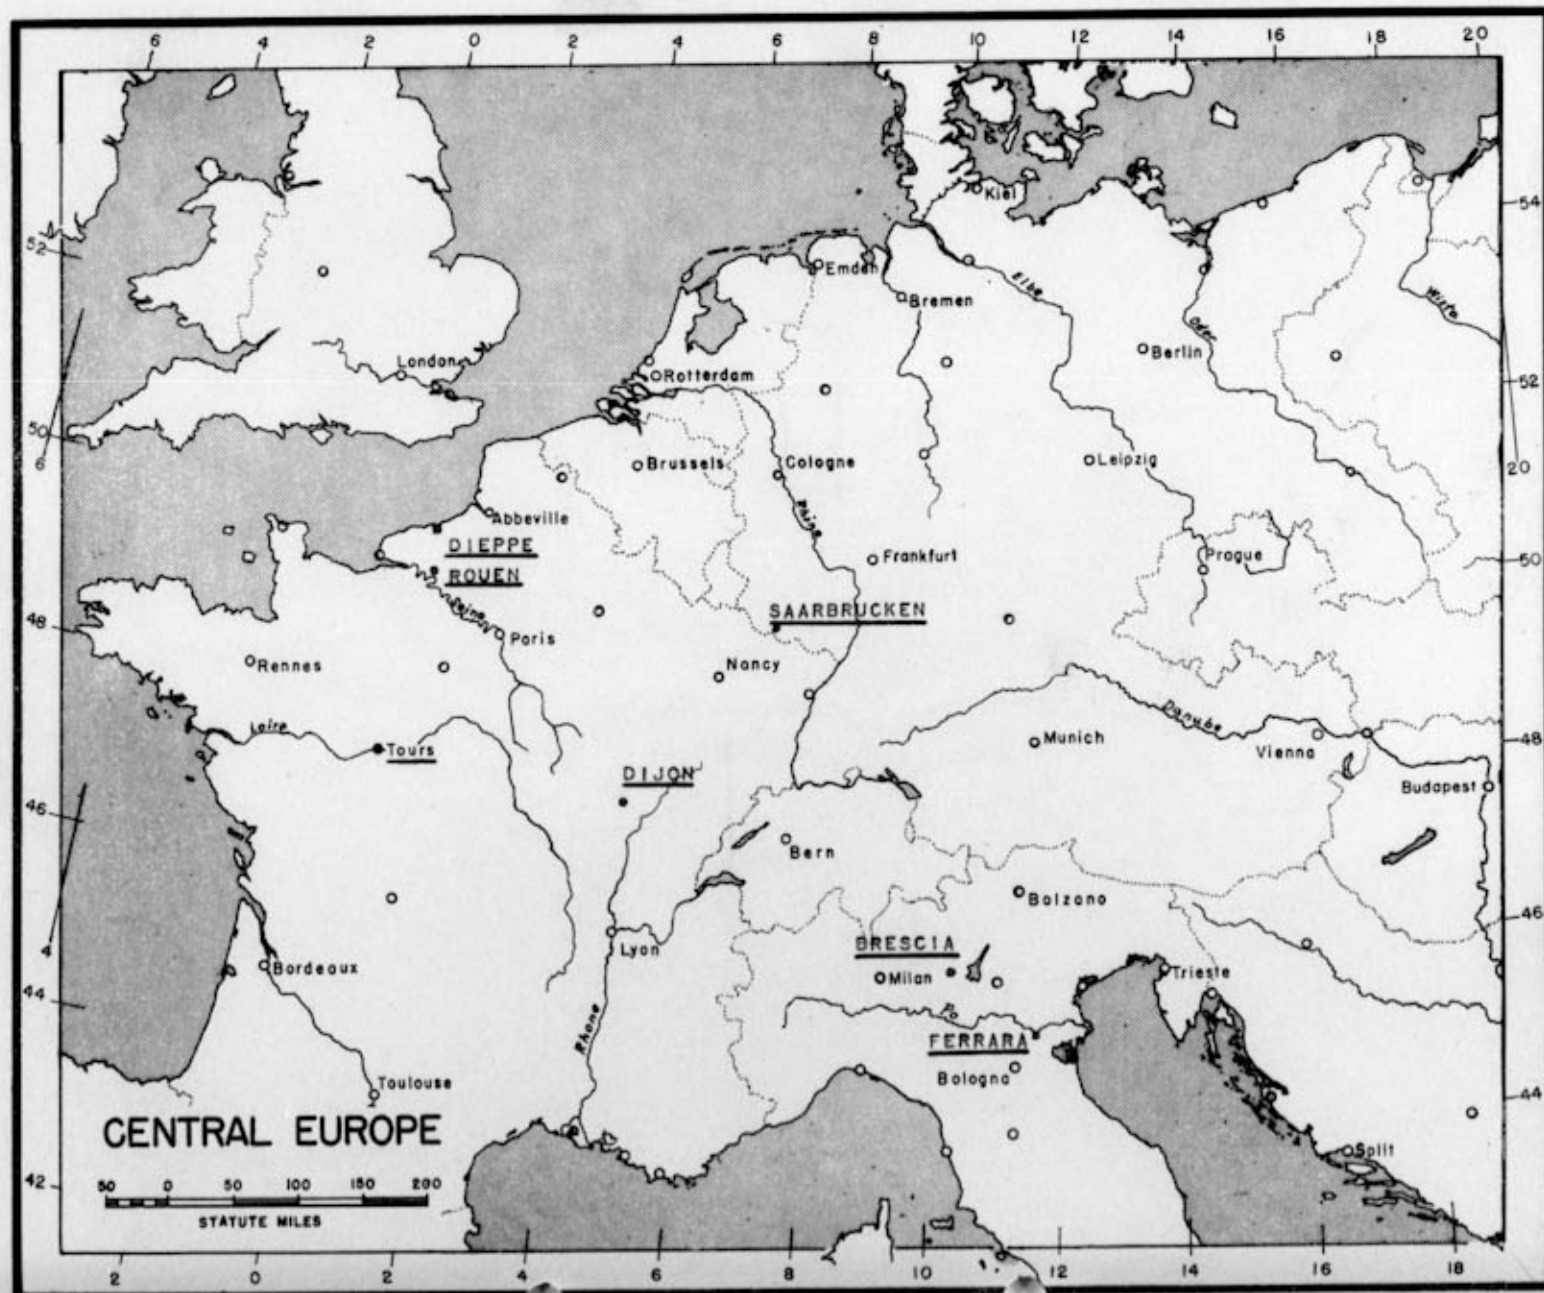 6 4 2 0 2 4 6 8 10 12 14 16 18 20
Kiel
54
52
Emden
Elbe
Bremen
Wisla
Oder
London
Berlin
Rotterdam
52
50
6
Brussels
Cologne
Leipzig
20
Rhine
Abbeville
DIEPPE
Frankfurt
Prague
50
ROUEN
Seine
SAARBRUCKEN
48
Paris
Rennes
Nancy
Loire
Danube
Tours
Munich
Vienna
48
DIJON
Budapest
46
Bern
Bolzano
46
4
Lyon
BRESCIA
Bordeaux
Milan
Trieste
44
Rhone
Po
FERRARA
Bologna
Toulouse
44
CENTRAL EUROPE
Split
42
50 0 50 100 150 200
STATUTE MILES
2 0 2 4 6 8 10 12 14 16 18